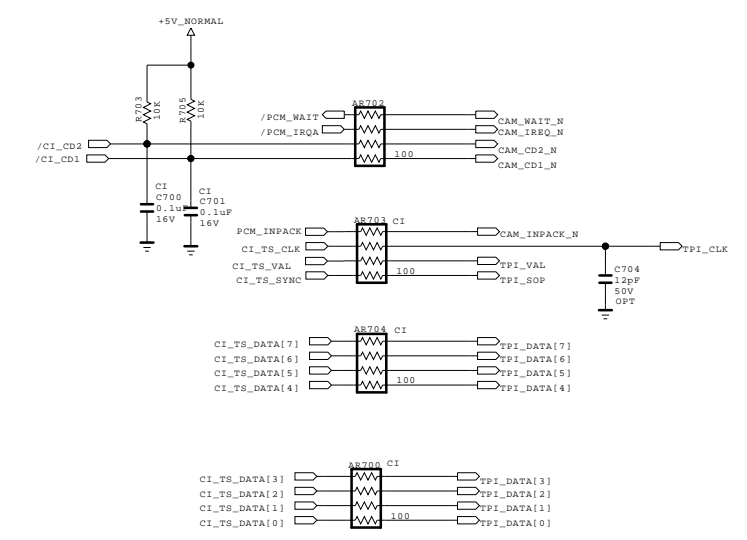 +5V_NORMAL
R703
10K
R705
10K
AR702
/PCM_WAIT
CAM_WAIT_N
/PCM_IRQA
CAM_IREQ_N
/CI_CD2
CAM_CD2_N
/CI_CD1
100
CAM_CD1_N
CI
C700
0.1uF
16V
CI
C701
0.1uF
16V
AR703 CI
PCM_INPACK
CAM_INPACK_N
CI_TS_CLK
TPI_CLK
CI_TS_VAL
TPI_VAL
CI_TS_SYNC
100
TPI_SOP
C704
12pF
50V
OPT
AR704 CI
CI_TS_DATA[7]
TPI_DATA[7]
CI_TS_DATA[6]
TPI_DATA[6]
CI_TS_DATA[5]
TPI_DATA[5]
CI_TS_DATA[4]
100
TPI_DATA[4]
AR700 CI
CI_TS_DATA[3]
TPI_DATA[3]
CI_TS_DATA[2]
TPI_DATA[2]
CI_TS_DATA[1]
TPI_DATA[1]
CI_TS_DATA[0]
100
TPI_DATA[0]